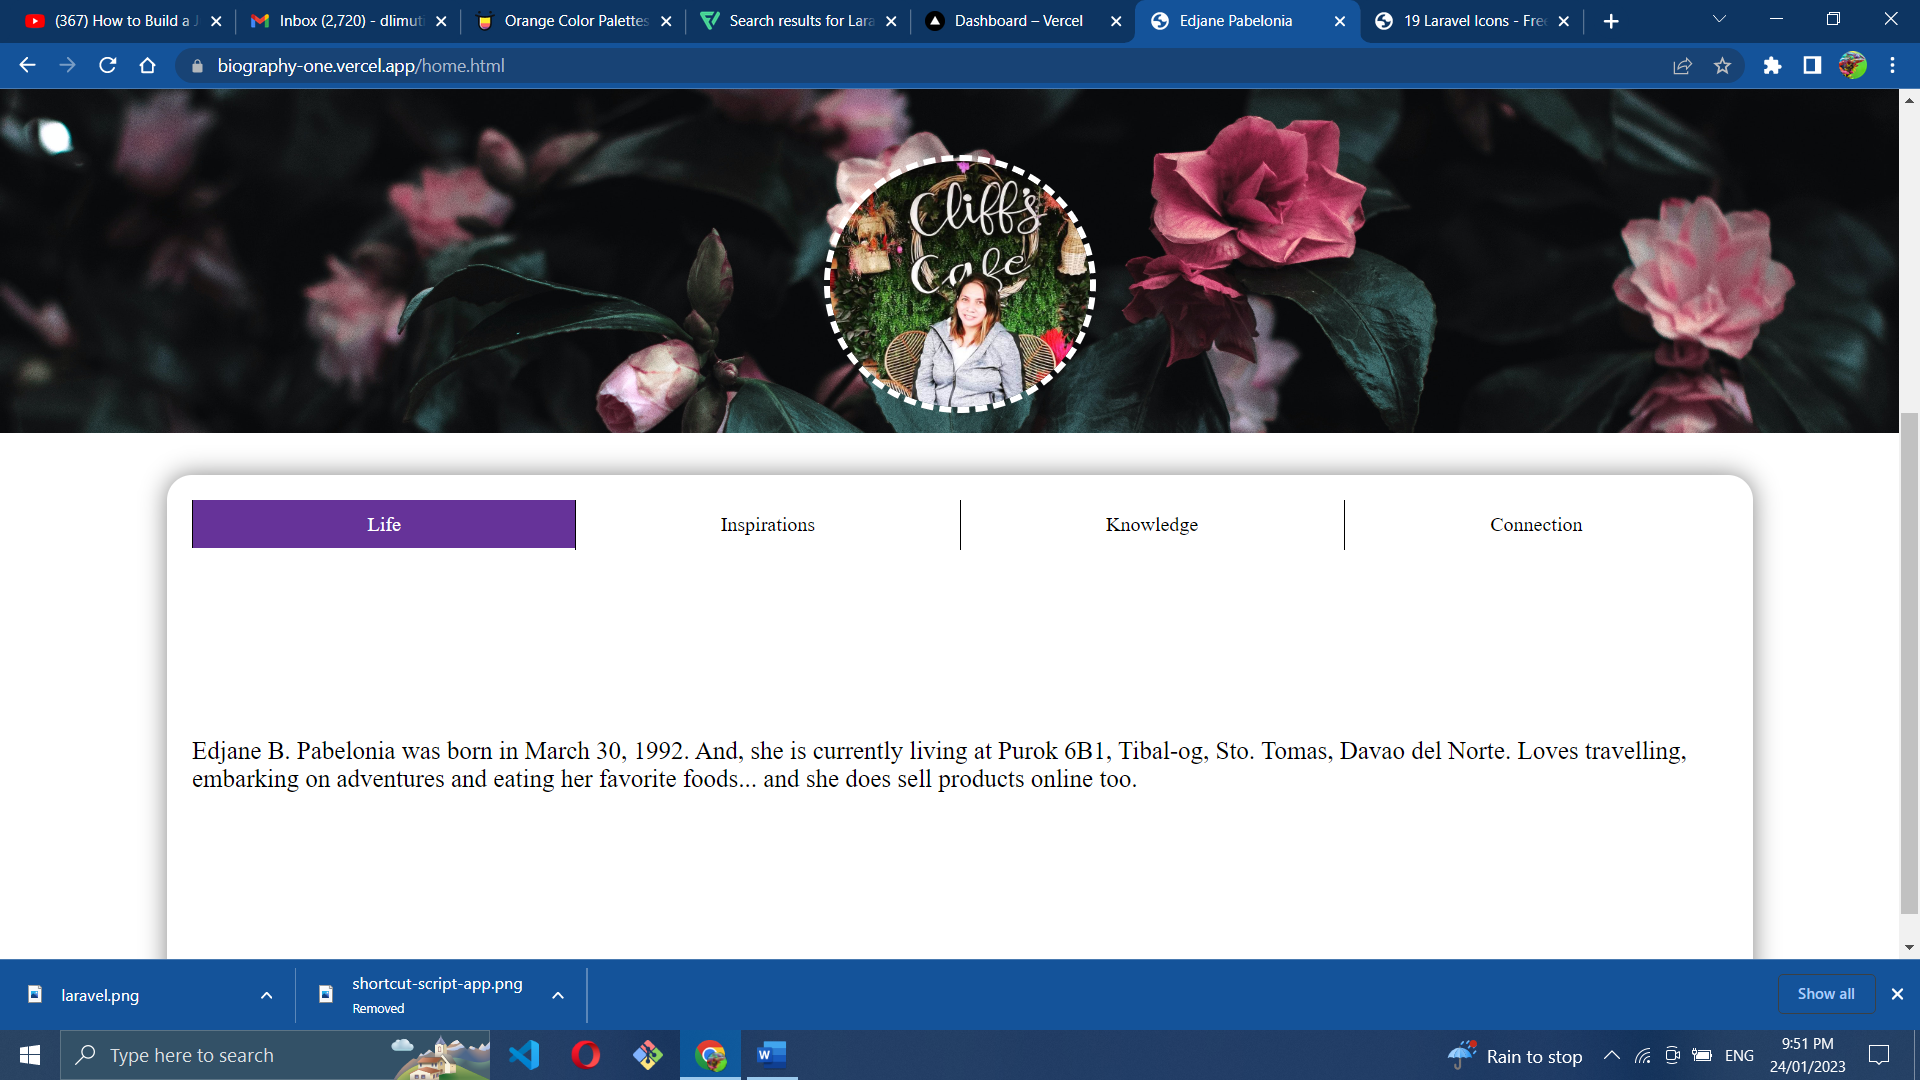 (367) How to Build a J
Inbox (2,720) - dlimuti
Orange Color Palettes
Search results for Lara
Dashboard – Vercel
Edjane Pabelonia
19 Laravel Icons - Fre
biography-one.vercel.app/home.html
Cliff's
Cafe
Life
Inspirations
Knowledge
Connection
Edjane B. Pabelonia was born in March 30, 1992. And, she is currently living at Purok 6B1, Tibal-og, Sto. Tomas, Davao del Norte. Loves travelling,
embarking on adventures and eating her favorite foods... and she does sell products online too.
laravel.png
shortcut-script-app.png
Removed
Show all
Type here to search
Rain to stop
ENG
9:51 PM
24/01/2023